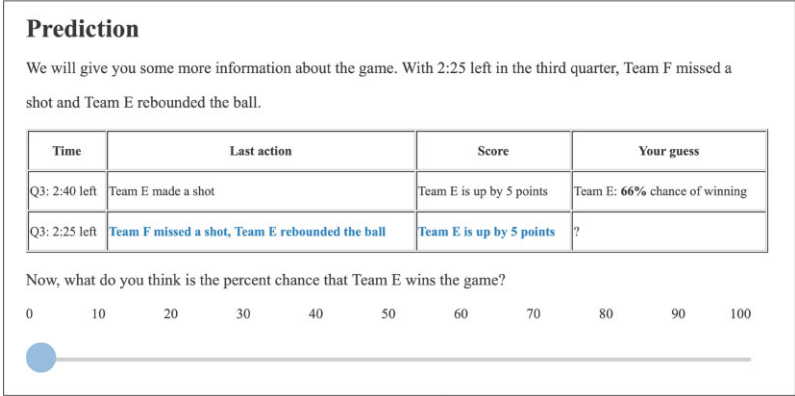 Prediction
We will give you some more information about the game. With 2:25 left in the third quarter, Team F missed a
shot and Team E rebounded the ball.
Time Last action Score Your guess
Q3: 2:40 left Team E made a shot Team E is up by 5 points Team E: 66% chance of winning
Q3: 2:25 left Team F missed a shot, Team E rebounded the ball Team E is up by 5 points ?
Now, what do you think is the percent chance that Team E wins the game?
0 10 20 30 40 50 60 70 80 90 100